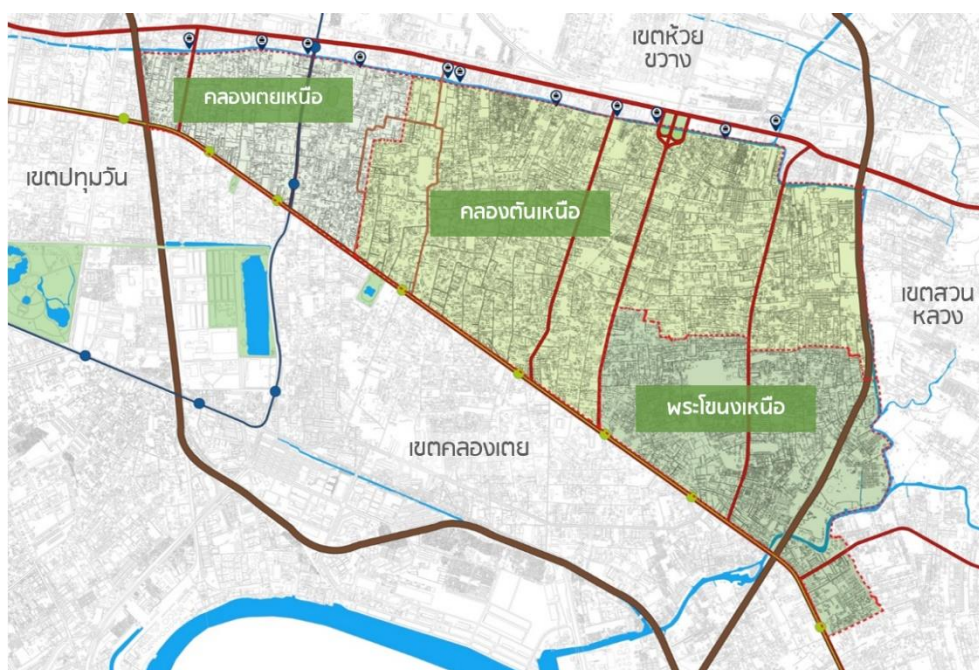 เขตห้วย
ขวาง
คลองเตยเหนือ
เขตปทุมวัน
คลองตันเหนือ
เขตสวน
หลวง
พระโขนงเหนือ
เขตคลองเตย